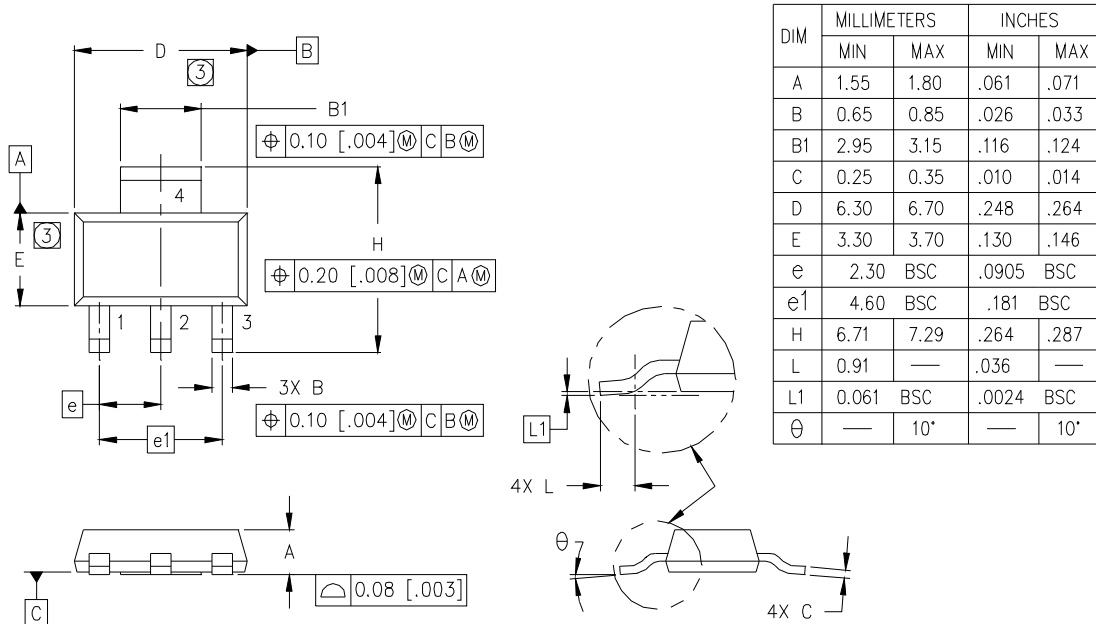 D
B
3
B1
⌖ 0.10 [.004]Ⓜ C BⓂ
A
4
3
E
H
⌖ 0.20 [.008]Ⓜ C AⓂ
1 2 3
3X B
e
⌖ 0.10 [.004]Ⓜ C BⓂ
e1
L1
4X L
A
⌓ 0.08 [.003]
C
θ
4X C
DIM MILLIMETERS INCHES
MIN MAX MIN MAX
A 1.55 1.80 .061 .071
B 0.65 0.85 .026 .033
B1 2.95 3.15 .116 .124
C 0.25 0.35 .010 .014
D 6.30 6.70 .248 .264
E 3.30 3.70 .130 .146
e 2.30 BSC .0905 BSC
e1 4.60 BSC .181 BSC
H 6.71 7.29 .264 .287
L 0.91 — .036 —
L1 0.061 BSC .0024 BSC
θ — 10° — 10°